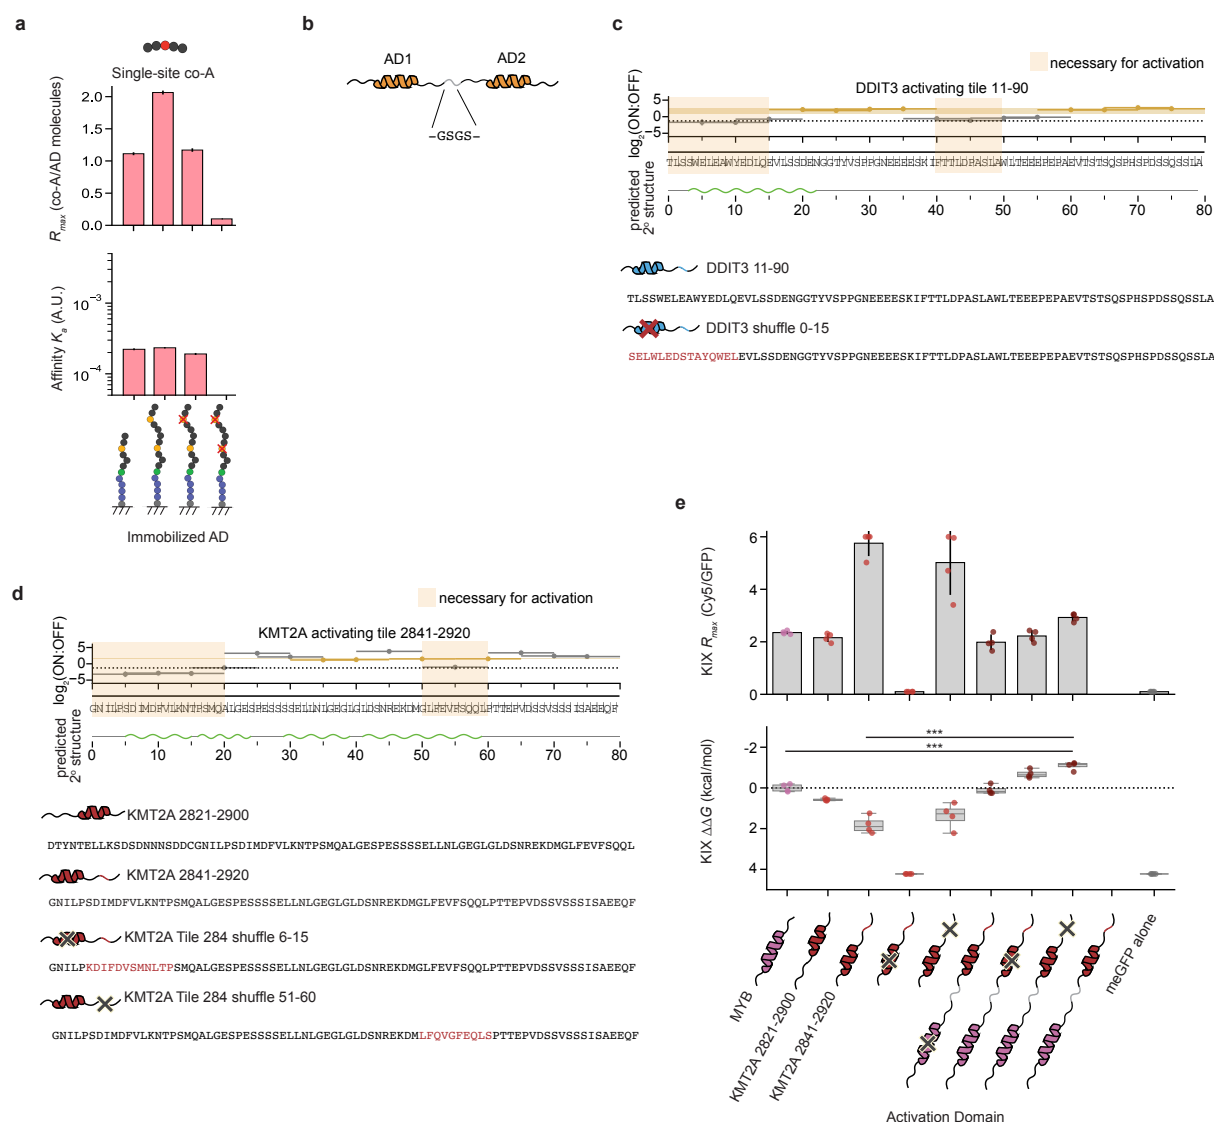 a
Single-site co-A
R_max (co-A/AD molecules)
2.0
1.5
1.0
0.5
0.0
Affinity K_a (A.U.)
10⁻³
10⁻⁴
Immobilized AD
b
AD1
AD2
–GSGS–
c
necessary for activation
DDIT3 activating tile 11-90
log₂(ON:OFF)
5
0
−5
TLSSWELEAWYEDLQEVLSSDENGGTYVSPPGNEEEESKIFTTLDPASLAWLTEEEPEPAEVTSTSQSPHSPDSSQSSLA
predicted
2° structure
0 10 20 30 40 50 60 70 80
DDIT3 11-90
TLSSWELEAWYEDLQEVLSSDENGGTYVSPPGNEEEESKIFTTLDPASLAWLTEEEPEPAEVTSTSQSPHSPDSSQSSLA
DDIT3 shuffle 0-15
SELWLEDSTAYQWELEVLSSDENGGTYVSPPGNEEEESKIFTTLDPASLAWLTEEEPEPAEVTSTSQSPHSPDSSQSSLA
d
necessary for activation
KMT2A activating tile 2841-2920
log₂(ON:OFF)
5
0
−5
GNILPSDIMDFVLKNTPSMQALGESPESSSSELLNLGEGLGLDSNREKDMGLFEVFSQQLPTTEPVDSSVSSSISAEEQF
predicted
2° structure
0 10 20 30 40 50 60 70 80
KMT2A 2821-2900
DTYNTELLKSDSDNNNSDDCGNILPSDIMDFVLKNTPSMQALGESPESSSSELLNLGEGLGLDSNREKDMGLFEVFSQQL
KMT2A 2841-2920
GNILPSDIMDFVLKNTPSMQALGESPESSSSELLNLGEGLGLDSNREKDMGLFEVFSQQLPTTEPVDSSVSSSISAEEQF
KMT2A Tile 284 shuffle 6-15
GNILPKDIFDVSMNLTPSMQALGESPESSSSELLNLGEGLGLDSNREKDMGLFEVFSQQLPTTEPVDSSVSSSISAEEQF
KMT2A Tile 284 shuffle 51-60
GNILPSDIMDFVLKNTPSMQALGESPESSSSELLNLGEGLGLDSNREKDMLFQVGFEQLSPTTEPVDSSVSSSISAEEQF
e
KIX R_max (Cy5/GFP)
6
4
2
0
KIX ΔΔG (kcal/mol)
-2
0
2
4
***
***
MYB
KMT2A 2821-2900
KMT2A 2841-2920
meGFP alone
Activation Domain